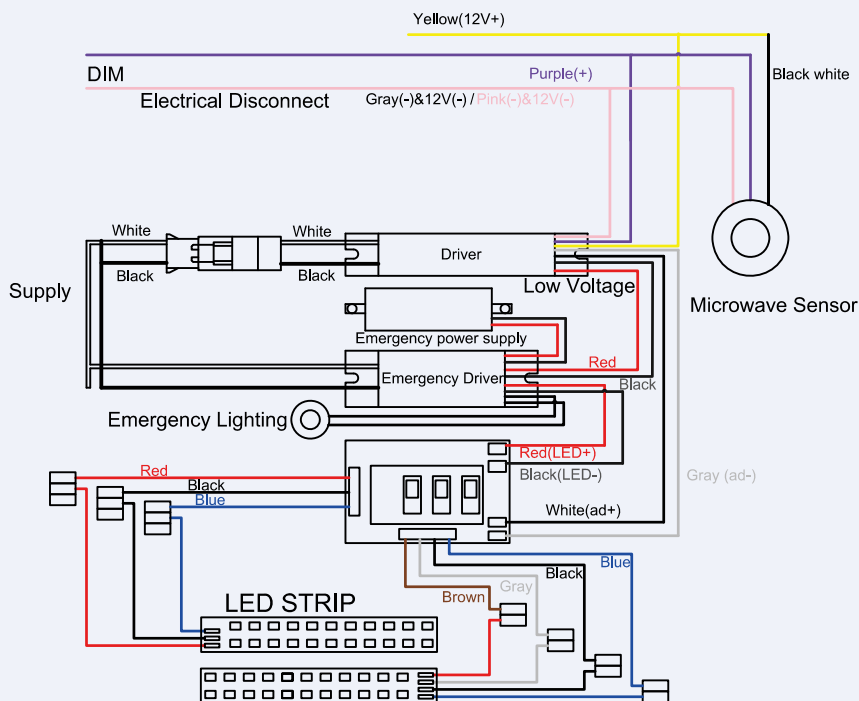 Yellow(12V+)
DIM
Purple(+)
Black white
Electrical Disconnect
Gray(-)&12V(-) / Pink(-)&12V(-)
White
White
Driver
Black
Black
Supply
Low Voltage
Microwave Sensor
Emergency power supply
Red
Emergency Driver
Black
Emergency Lighting
Red(LED+)
Red
Black(LED-)
Gray (ad-)
Black
Blue
White(ad+)
Blue
Black
Gray
Brown
LED STRIP